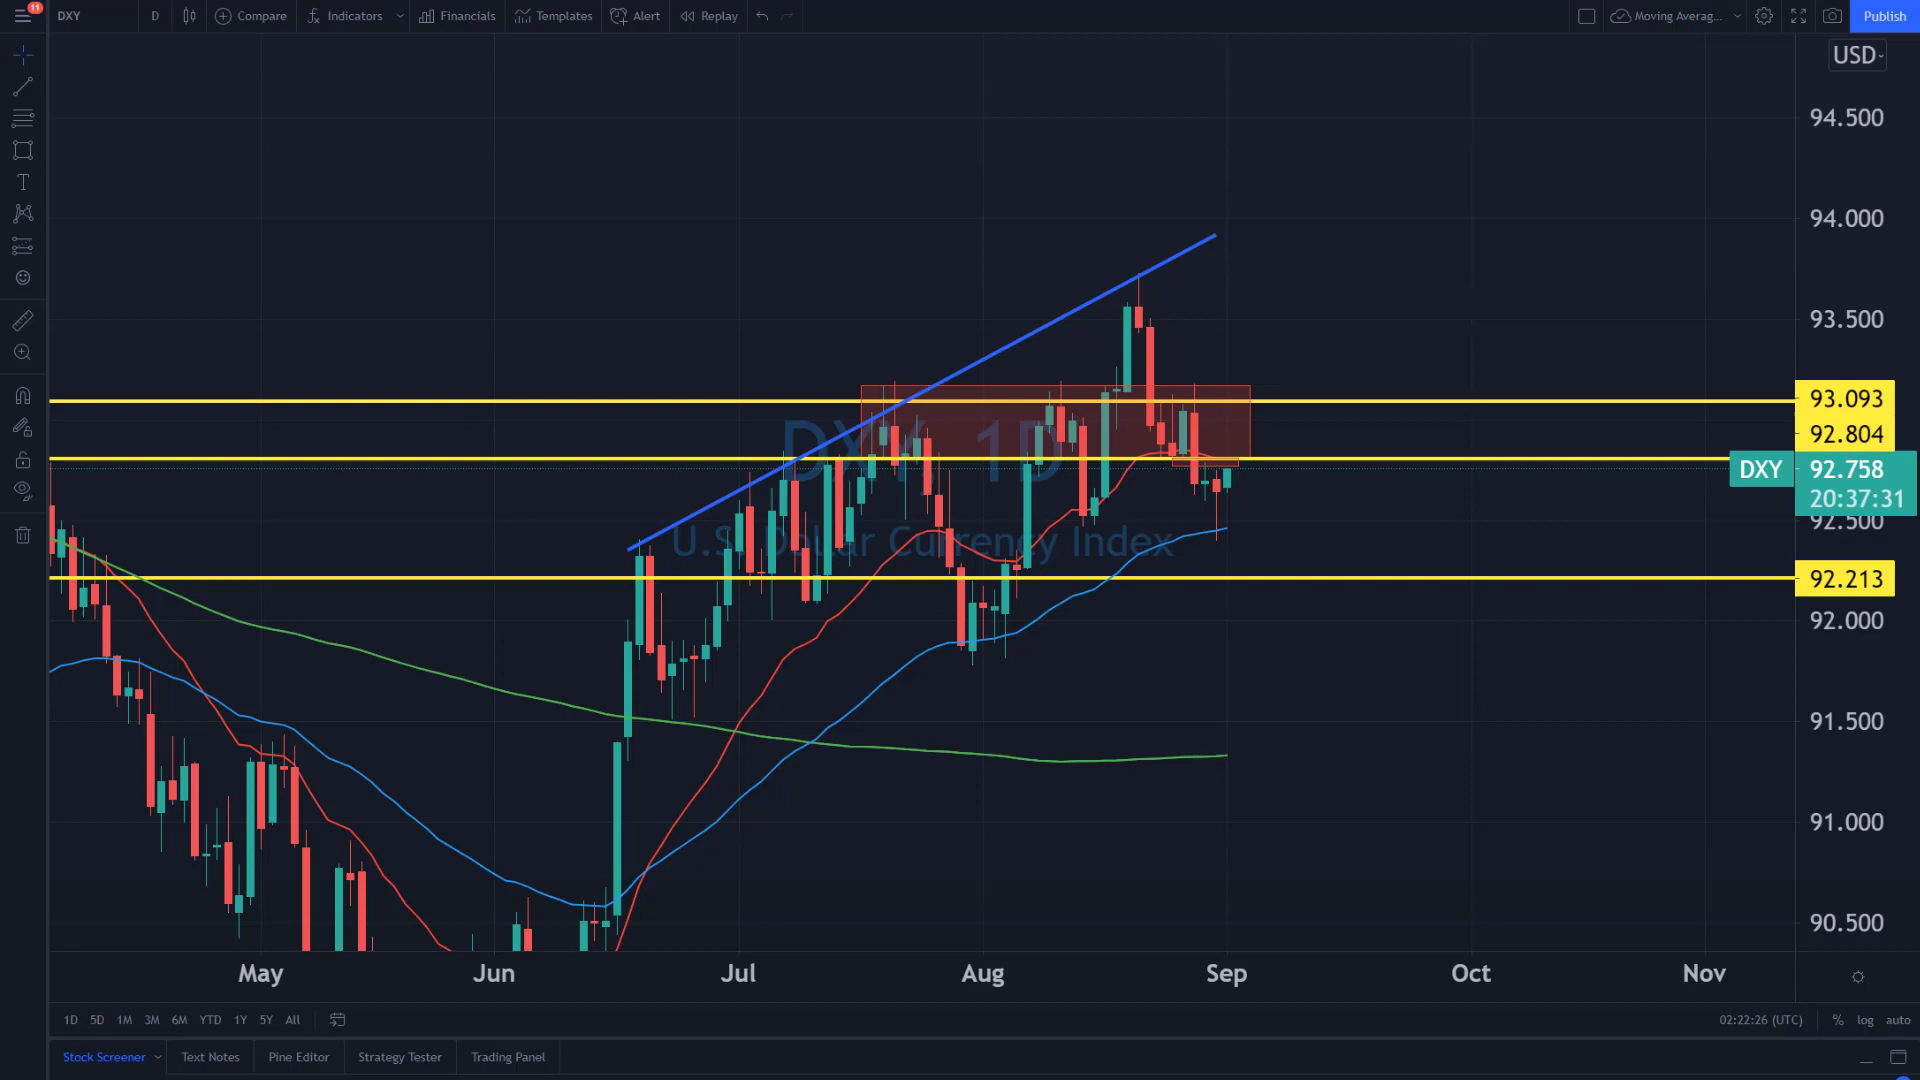 11
DXY
D
Compare
Indicators
Financials
Templates
Alert
Replay
Moving Averag...
Publish
USD
94.500
94.000
93.500
93.093
92.804
DXY 92.758
20:37:31
92.500
92.213
92.000
91.500
91.000
90.500
DXY, 1D
U.S. Dollar Currency Index
May
Jun
Jul
Aug
Sep
Oct
Nov
1D 5D 1M 3M 6M YTD 1Y 5Y All
02:22:26 (UTC)
% log auto
Stock Screener
Text Notes
Pine Editor
Strategy Tester
Trading Panel